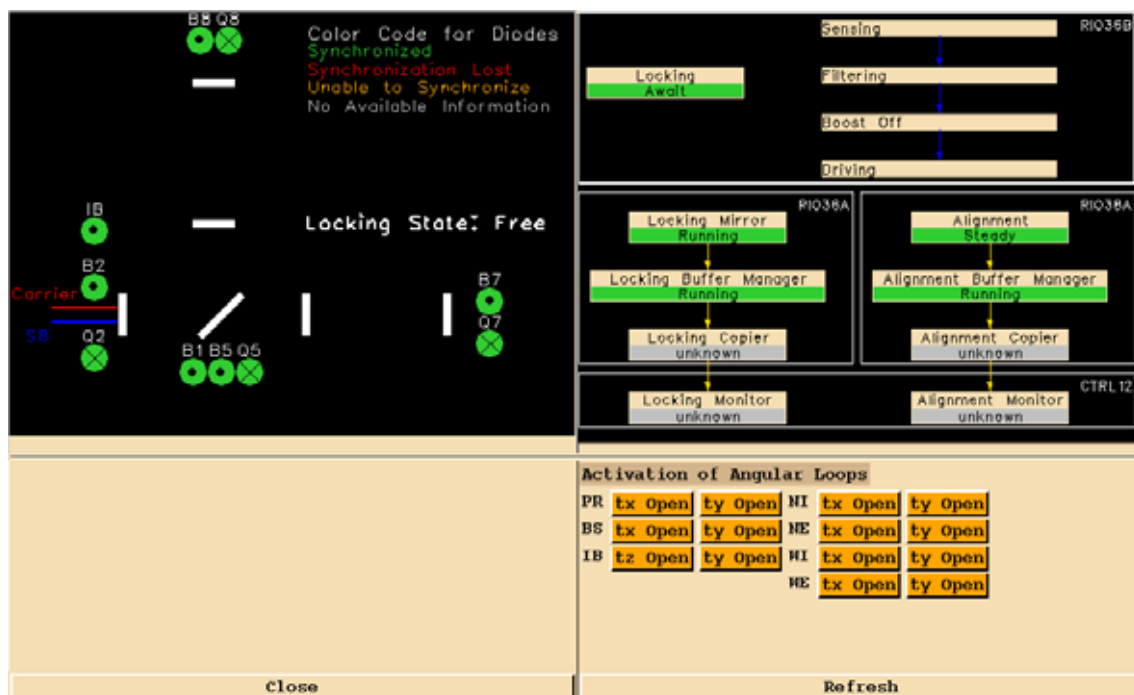 B8 Q8
Color Code for Diodes
Synchronized
Synchronization Lost
Unable to Synchronize
No Available Information
IB
Locking State: Free
B2
Carrier
SB
Q2
B7
Q7
B1 B5 Q5
RIO36B
Sensing
Locking
Await
Filtering
Boost Off
Driving
RIO36A
Locking Mirror
Running
Locking Buffer Manager
Running
Locking Copier
unknown
RIO38A
Alignment
Steady
Alignment Buffer Manager
Running
Alignment Copier
unknown
CTRL12
Locking Monitor
unknown
Alignment Monitor
unknown
Activation of Angular Loops
PR tx Open ty Open NI tx Open ty Open
BS tx Open ty Open NE tx Open ty Open
IB tz Open ty Open WI tx Open ty Open
WE tx Open ty Open
Close
Refresh